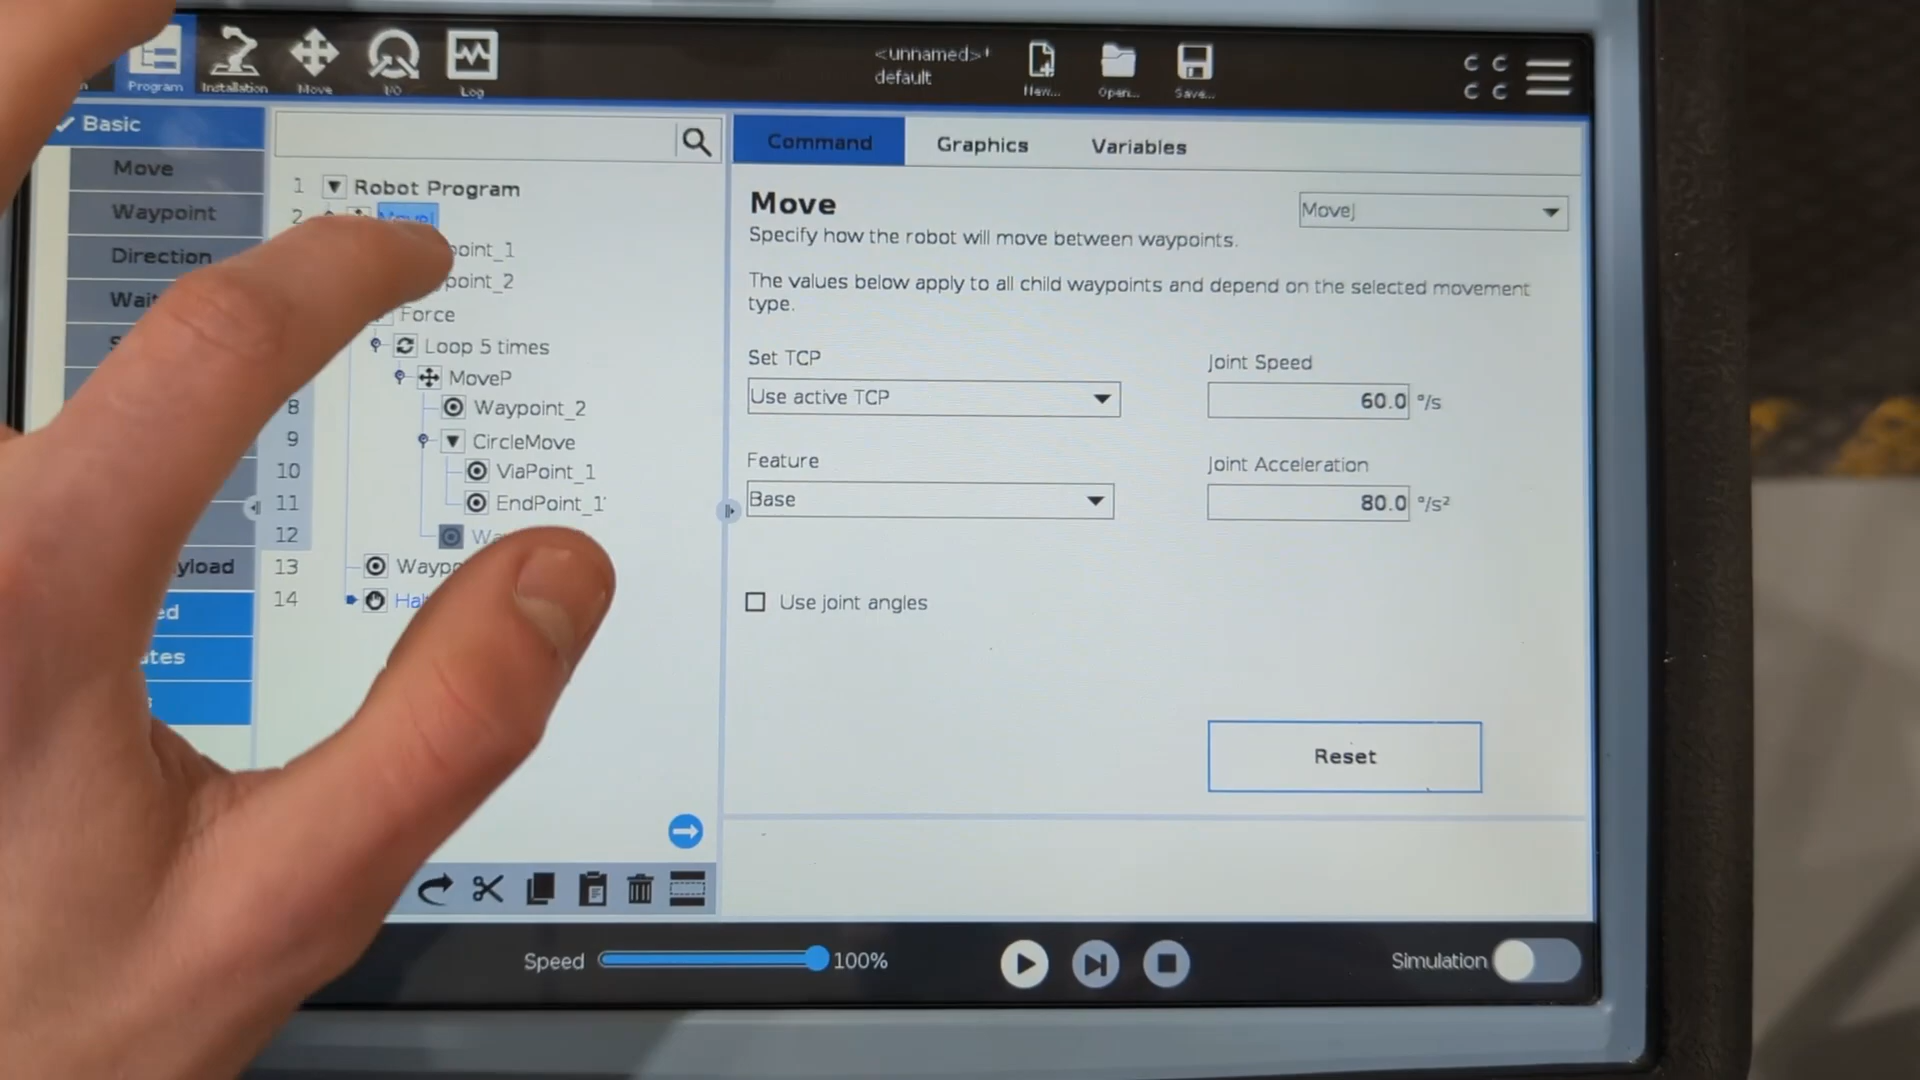 Program
Installation
Move
I/O
Log
<unnamed>*
default
New...
Open...
Save...
Basic
Move
Waypoint
Direction
1 Robot Program
2 MoveJ
point_1
point_2
Force
Loop 5 times
MoveP
8 Waypoint_2
9 CircleMove
10 ViaPoint_1
11 EndPoint_1
12
13
14
Command
Graphics
Variables
Move
MoveJ
Specify how the robot will move between waypoints.
The values below apply to all child waypoints and depend on the selected movement
type.
Set TCP
Use active TCP
Joint Speed
60.0 °/s
Feature
Base
Joint Acceleration
80.0 °/s²
Use joint angles
Reset
Speed
100%
Simulation